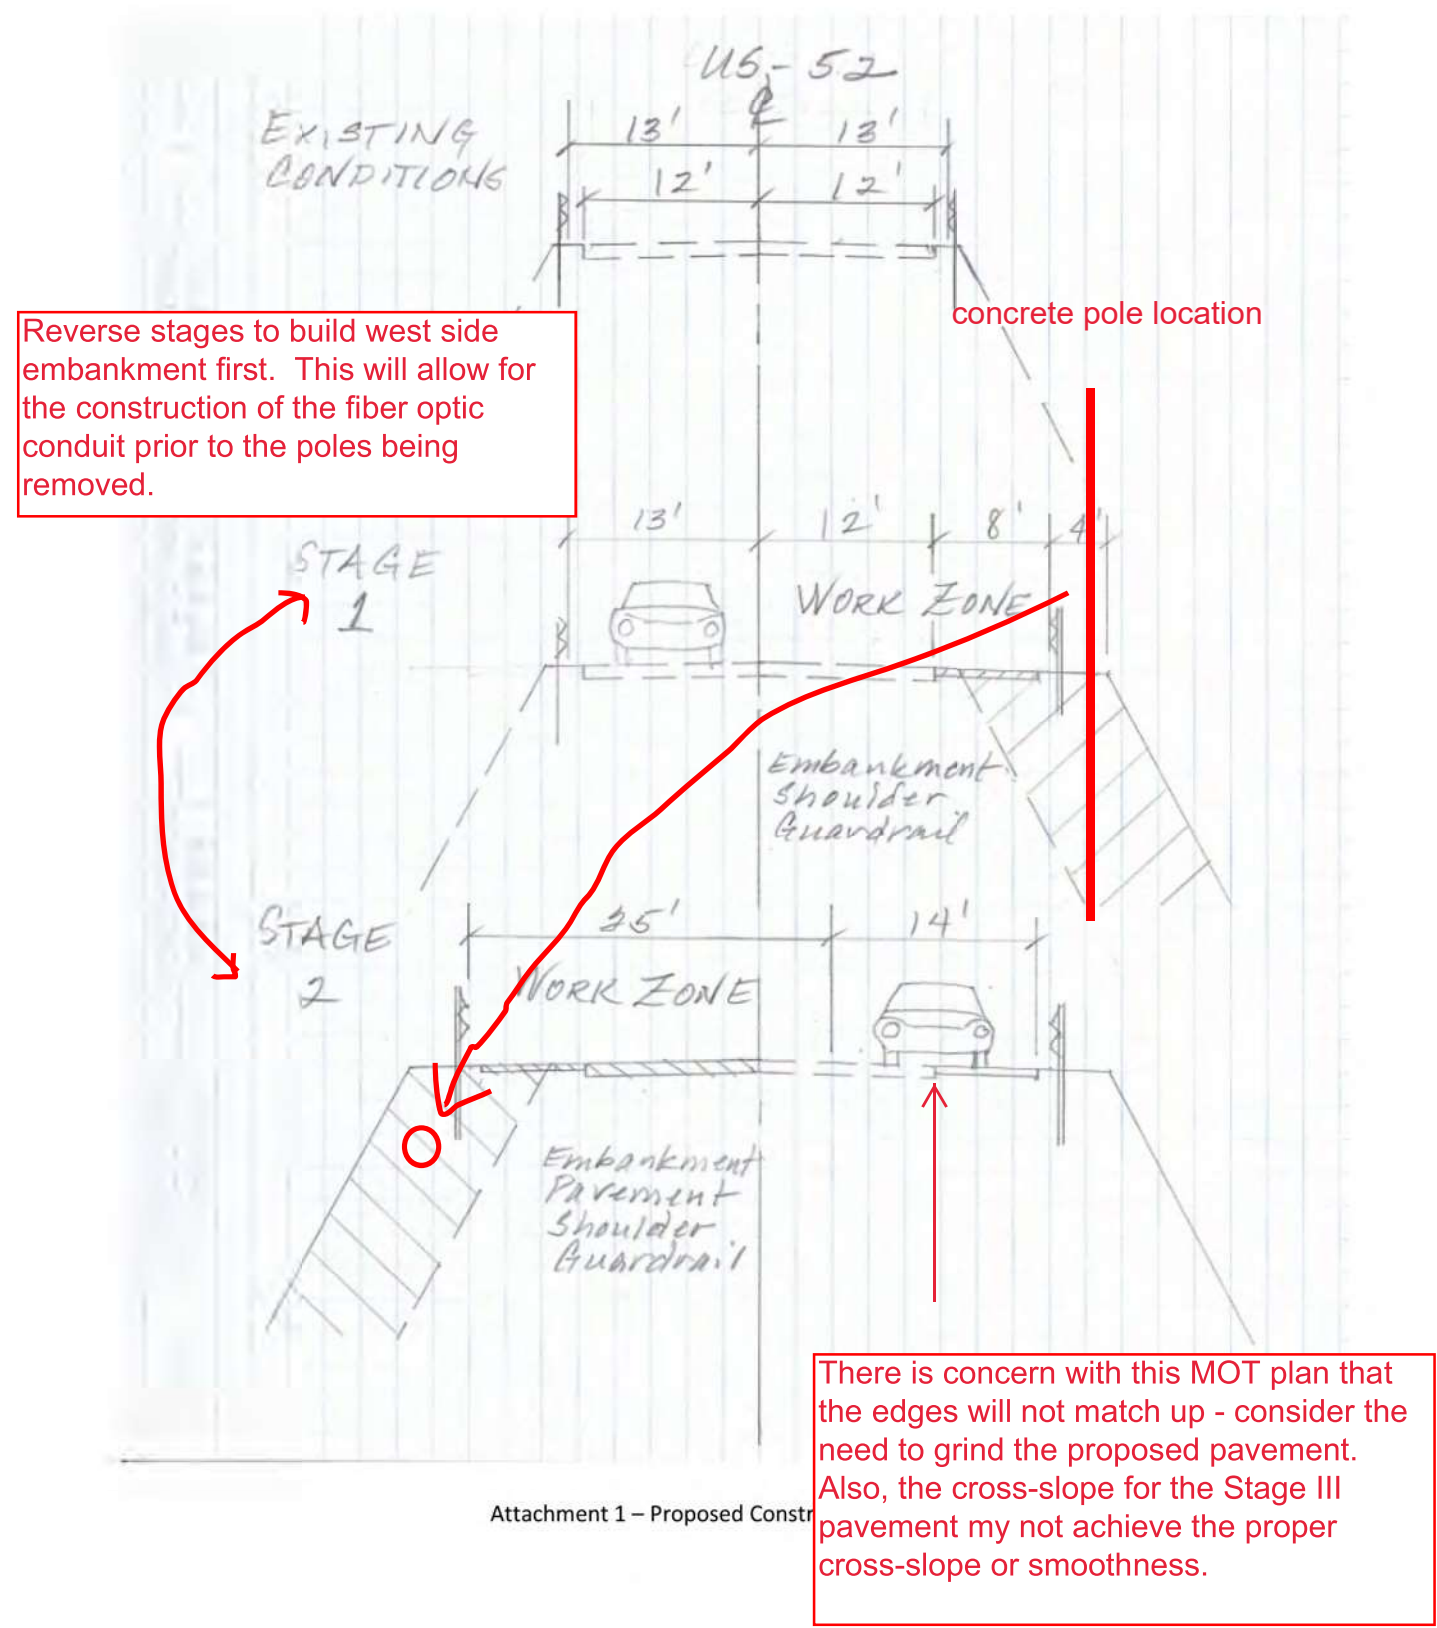 US-52
℄
EXISTING
CONDITIONS
13' 13'
12' 12'
concrete pole location
Reverse stages to build west side
embankment first.  This will allow for
the construction of the fiber optic
conduit prior to the poles being
removed.
13' 12' 8' 4'
STAGE
1
WORK ZONE
Embankment
Shoulder
Guardrail
STAGE
2
25' 14'
WORK ZONE
Embankment
Pavement
Shoulder
Guardrail
There is concern with this MOT plan that
the edges will not match up - consider the
need to grind the proposed pavement.
Also, the cross-slope for the Stage III
pavement my not achieve the proper
cross-slope or smoothness.
Attachment 1 – Proposed Constr